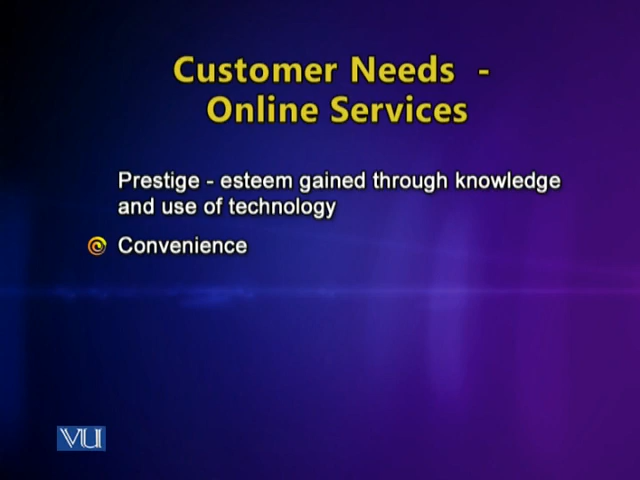 Customer Needs -
Online Services
Prestige - esteem gained through knowledge
and use of technology
Convenience
VU